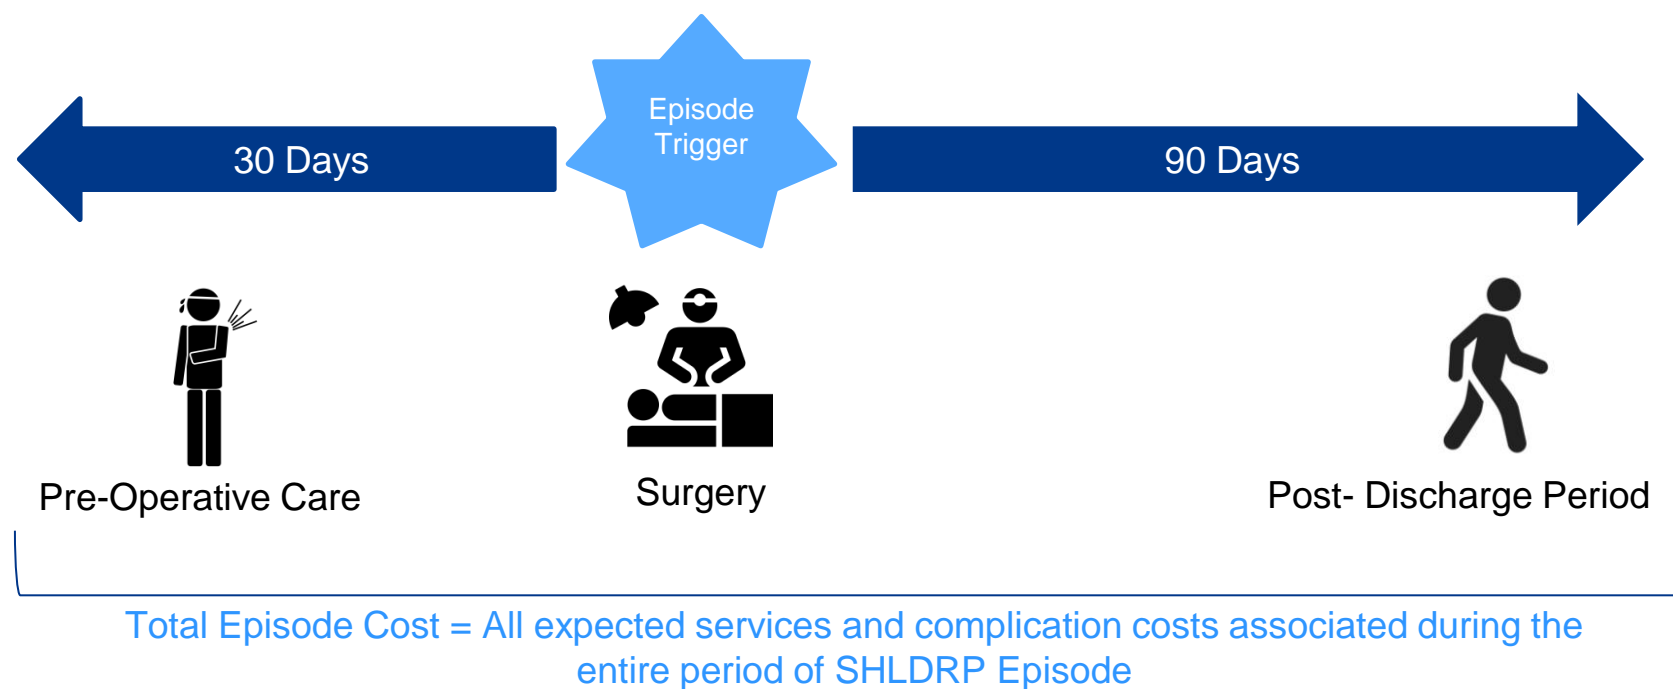 Episode
Trigger
30 Days
90 Days
Pre-Operative Care
Surgery
Post- Discharge Period
Total Episode Cost = All expected services and complication costs associated during the
entire period of SHLDRP Episode